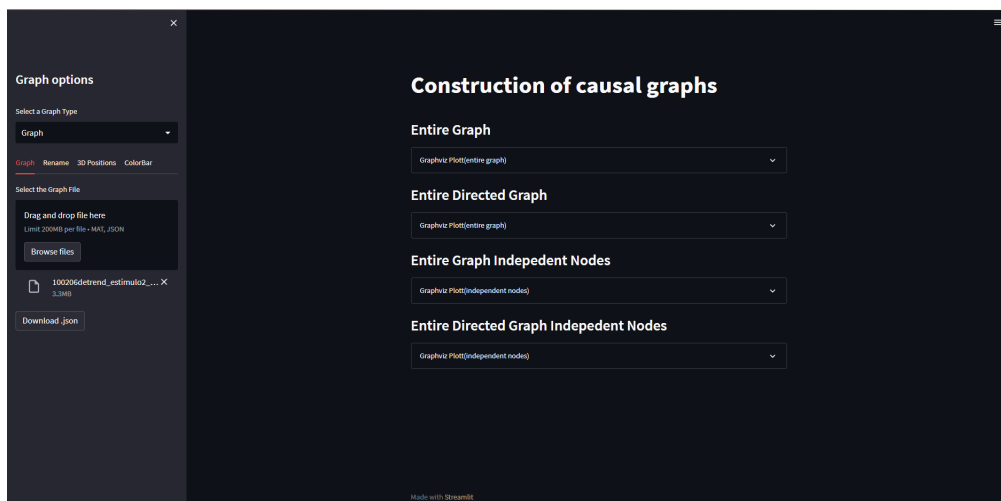 Graph options
Select a Graph Type
Graph
Graph Rename 3D Positions ColorBar
Select the Graph File
Drag and drop file here
Limit 200MB per file • MAT, JSON
Browse files
100206detrend_estimulo2_...
3.3MB
Download .json
Construction of causal graphs
Entire Graph
Graphviz Plott(entire graph)
Entire Directed Graph
Graphviz Plott(entire graph)
Entire Graph Indepedent Nodes
Graphviz Plott(independent nodes)
Entire Directed Graph Indepedent Nodes
Graphviz Plott(independent nodes)
Made with Streamlit